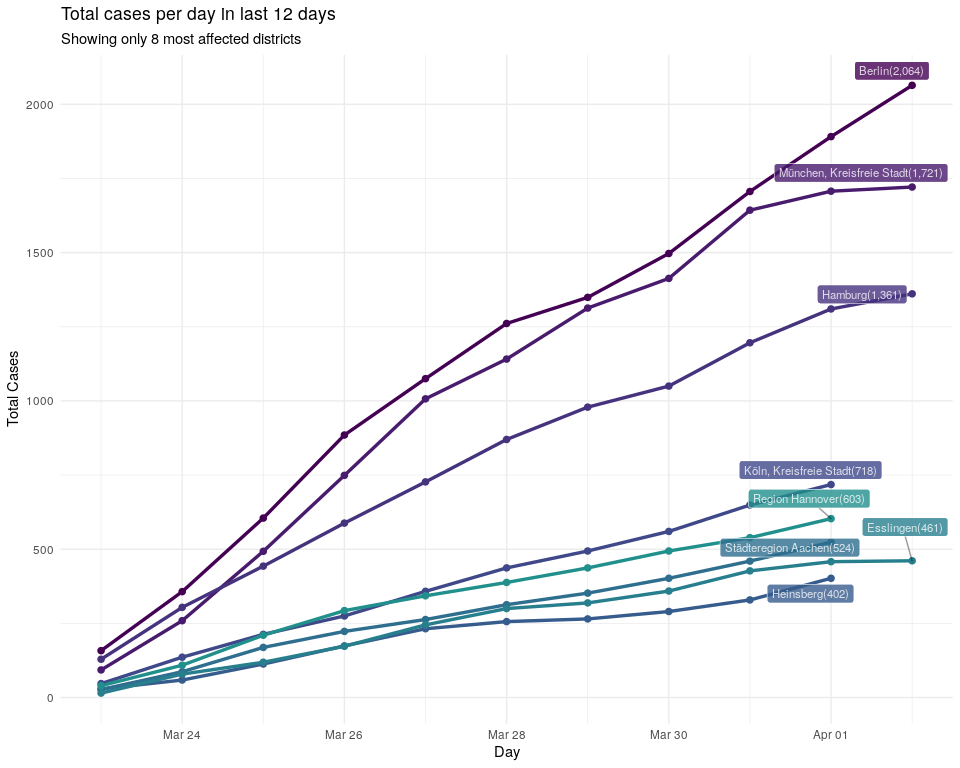 Total cases per day in last 12 days
Showing only 8 most affected districts
Berlin(2,064)
2000
München, Kreisfreie Stadt(1,721)
1500
Hamburg(1,361)
Total Cases
1000
Köln, Kreisfreie Stadt(718)
Region Hannover(603)
Esslingen(461)
500
Städteregion Aachen(524)
Heinsberg(402)
0
Mar 24
Mar 26
Mar 28
Mar 30
Apr 01
Day